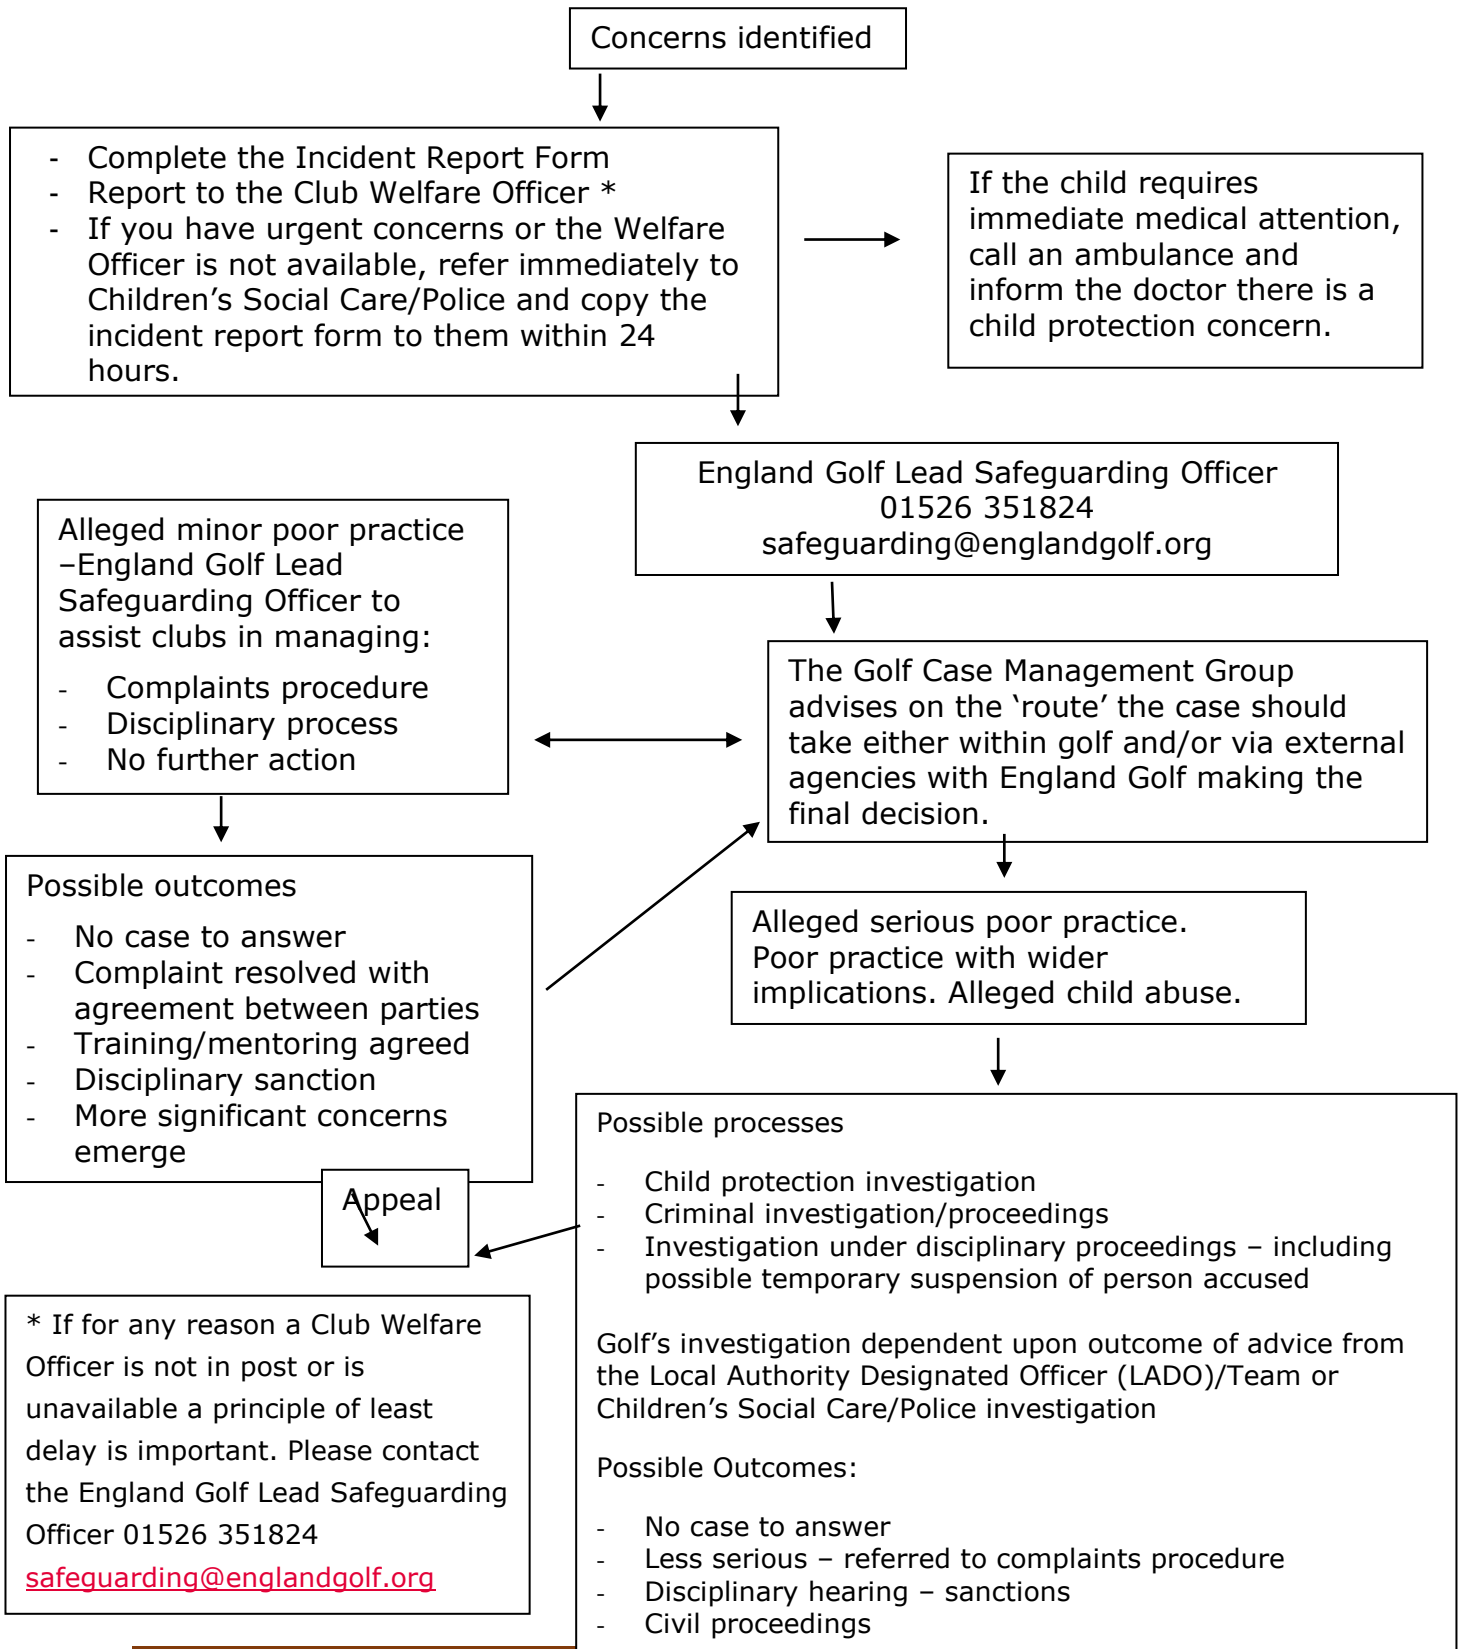 Concerns identified
- Complete the Incident Report Form
- Report to the Club Welfare Officer *
- If you have urgent concerns or the Welfare
Officer is not available, refer immediately to
Children’s Social Care/Police and copy the
incident report form to them within 24
hours.
If the child requires
immediate medical attention,
call an ambulance and
inform the doctor there is a
child protection concern.
England Golf Lead Safeguarding Officer
01526 351824
safeguarding@englandgolf.org
Alleged minor poor practice
–England Golf Lead
Safeguarding Officer to
assist clubs in managing:
- Complaints procedure
- Disciplinary process
- No further action
The Golf Case Management Group
advises on the ‘route’ the case should
take either within golf and/or via external
agencies with England Golf making the
final decision.
Possible outcomes
- No case to answer
- Complaint resolved with
agreement between parties
- Training/mentoring agreed
- Disciplinary sanction
- More significant concerns
emerge
Alleged serious poor practice.
Poor practice with wider
implications. Alleged child abuse.
Appeal
Possible processes
- Child protection investigation
- Criminal investigation/proceedings
- Investigation under disciplinary proceedings – including
possible temporary suspension of person accused
Golf’s investigation dependent upon outcome of advice from
the Local Authority Designated Officer (LADO)/Team or
Children’s Social Care/Police investigation
Possible Outcomes:
- No case to answer
- Less serious – referred to complaints procedure
- Disciplinary hearing – sanctions
- Civil proceedings
* If for any reason a Club Welfare
Officer is not in post or is
unavailable a principle of least
delay is important. Please contact
the England Golf Lead Safeguarding
Officer 01526 351824
safeguarding@englandgolf.org